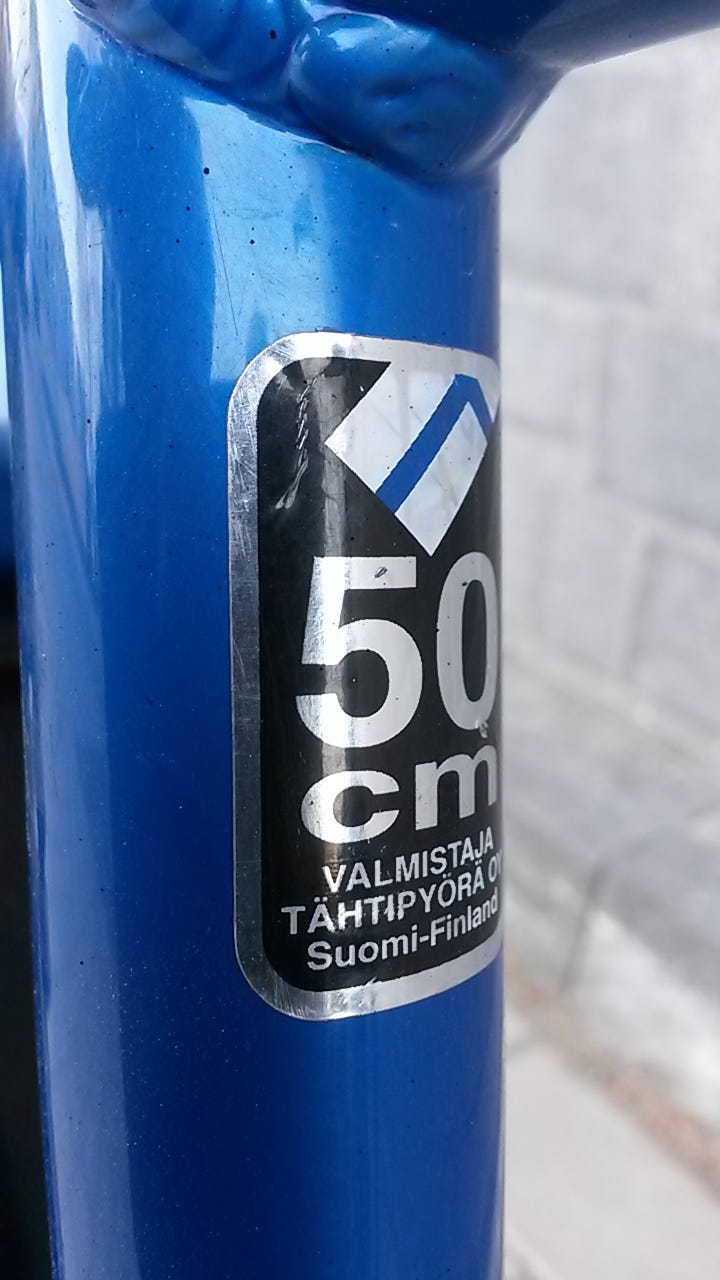 50
cm
VALMISTAJA
TÄHTIPYÖRÄ OY
Suomi-Finland